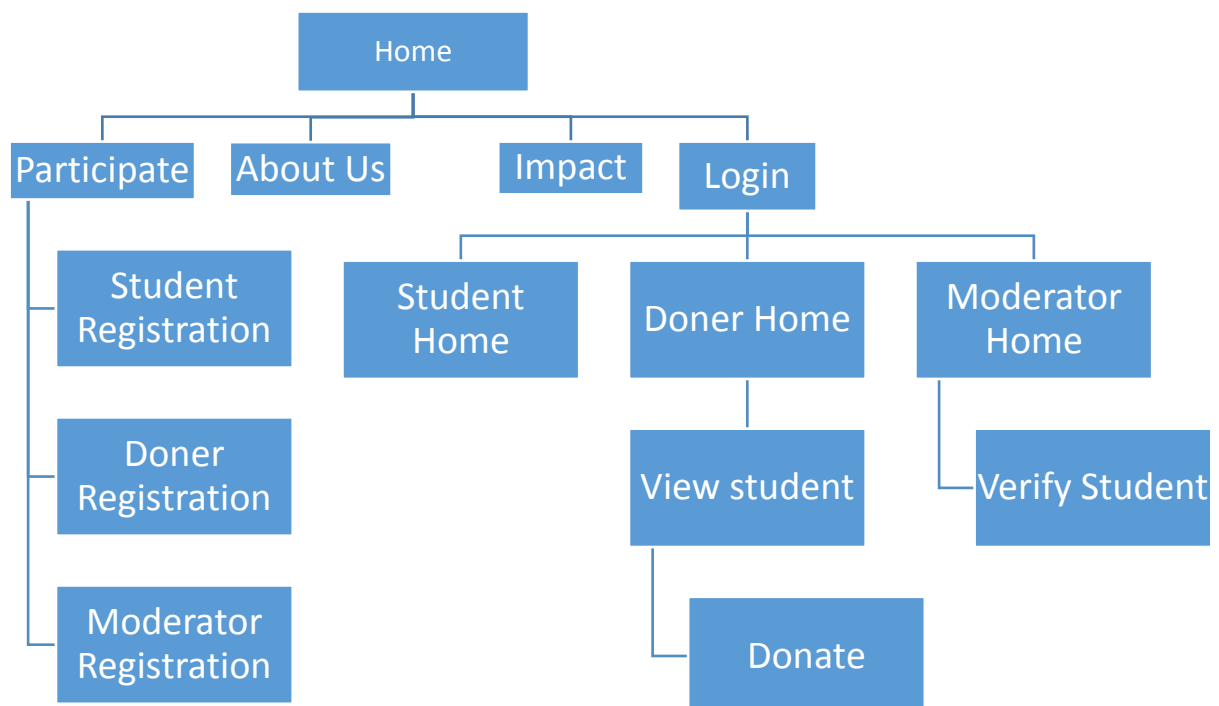 Home
Participate
About Us
Impact
Login
Student
Registration
Student
Home
Doner Home
Moderator
Home
Doner
Registration
View student
Verify Student
Moderator
Registration
Donate